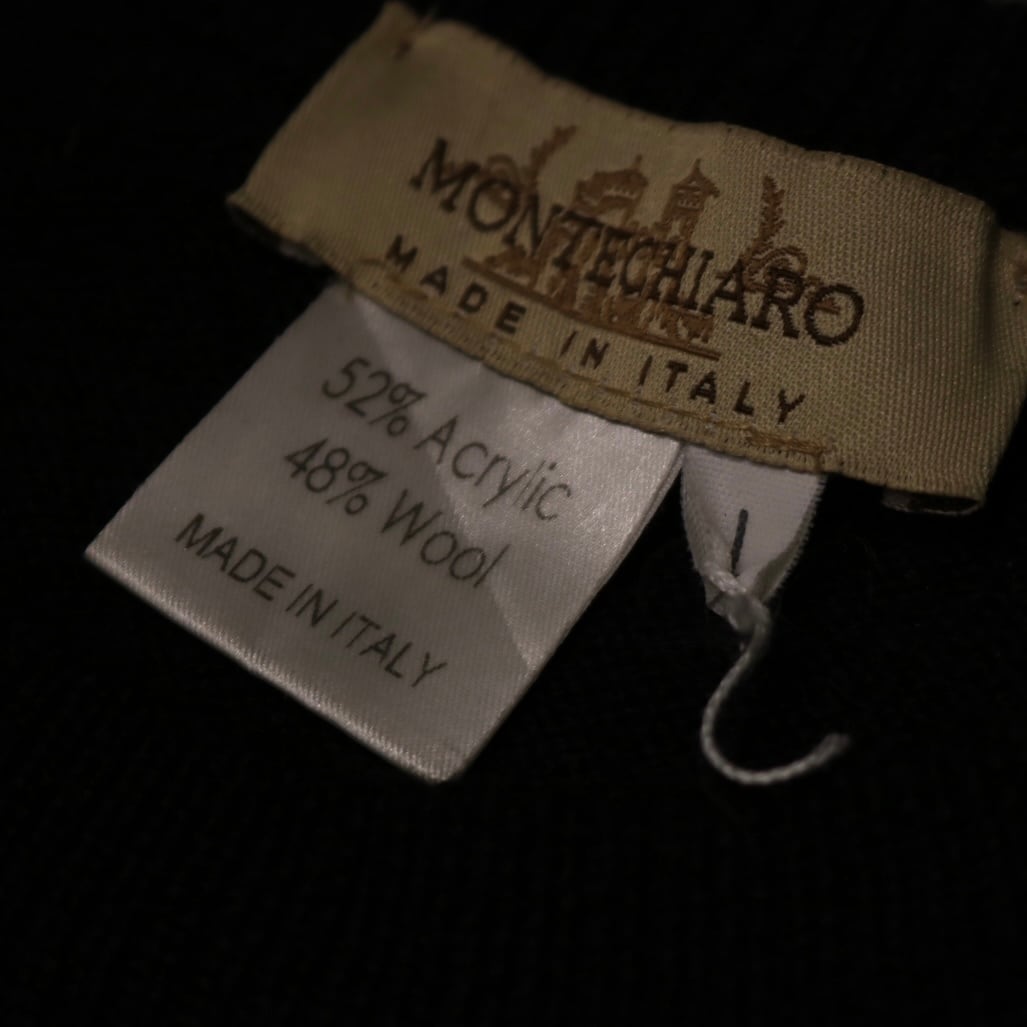 MONTECHIARO
MADE IN ITALY
52% Acrylic
48% Wool
MADE IN ITALY
I